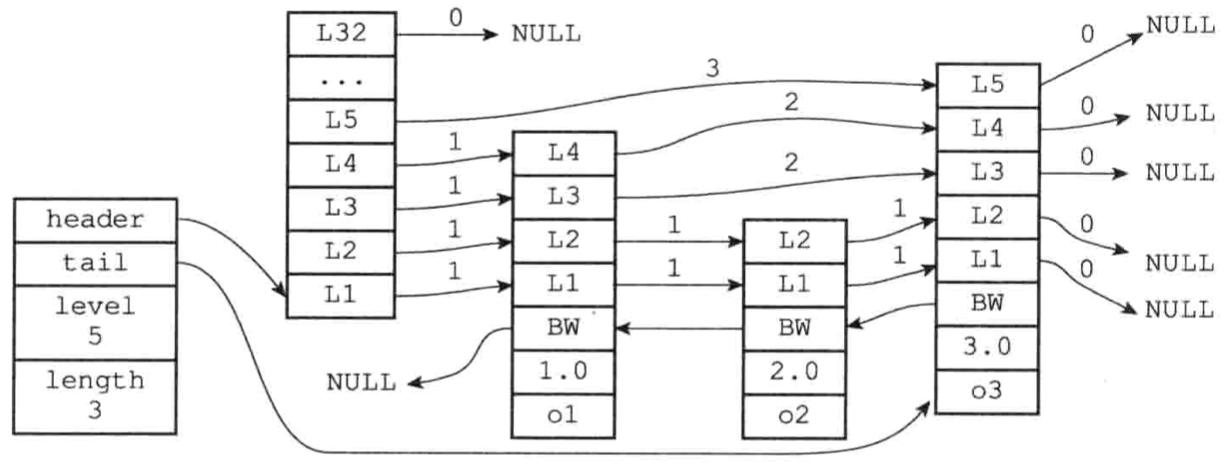 header
tail
level
5
length
3
L32
...
L5
L4
L3
L2
L1
0
NULL
3
1
1
1
1
L4
L3
L2
L1
BW
1.0
o1
NULL
2
2
1
1
L2
L1
BW
2.0
o2
1
1
L5
L4
L3
L2
L1
BW
3.0
o3
0
NULL
0
NULL
0
NULL
0
NULL
0
NULL